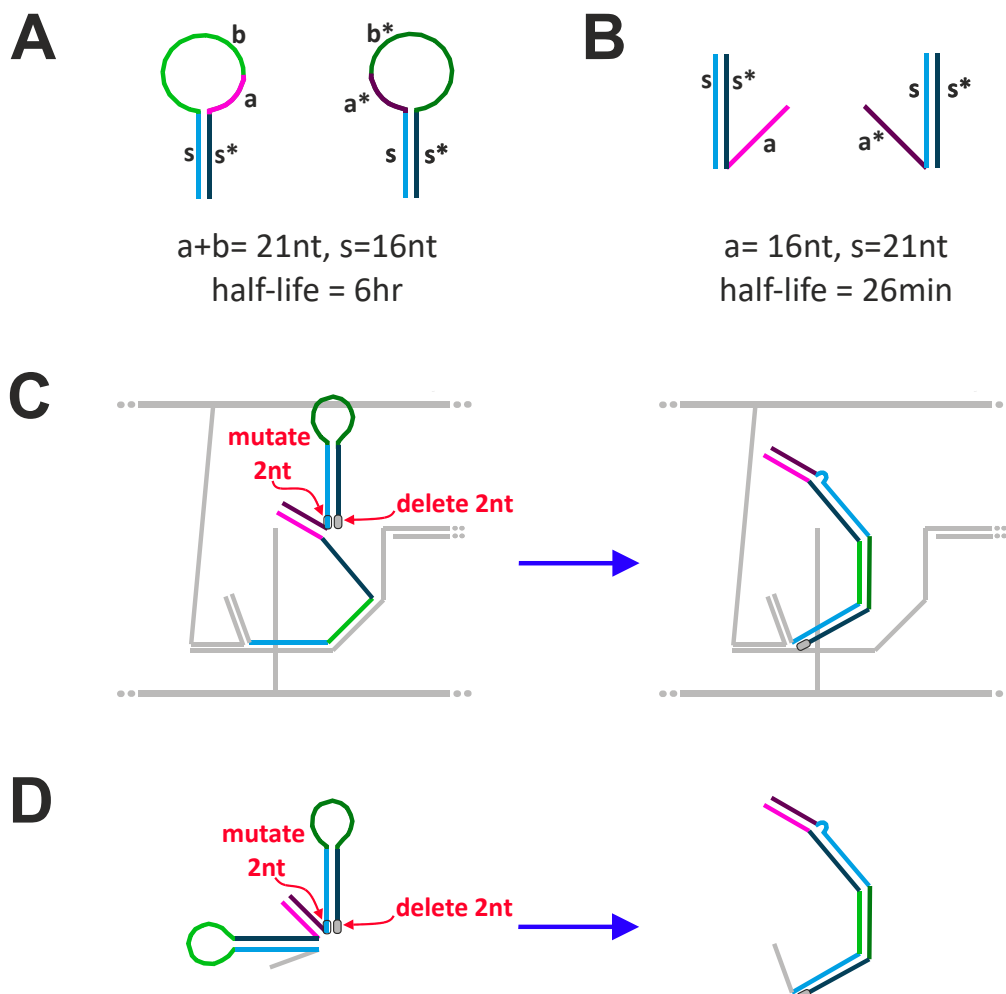 A
b
a
s
s*
b*
a*
s
s*
a+b= 21nt, s=16nt
half-life = 6hr
B
s
s*
a
s
s*
a*
a= 16nt, s=21nt
half-life = 26min
C
mutate
2nt
delete 2nt
D
mutate
2nt
delete 2nt